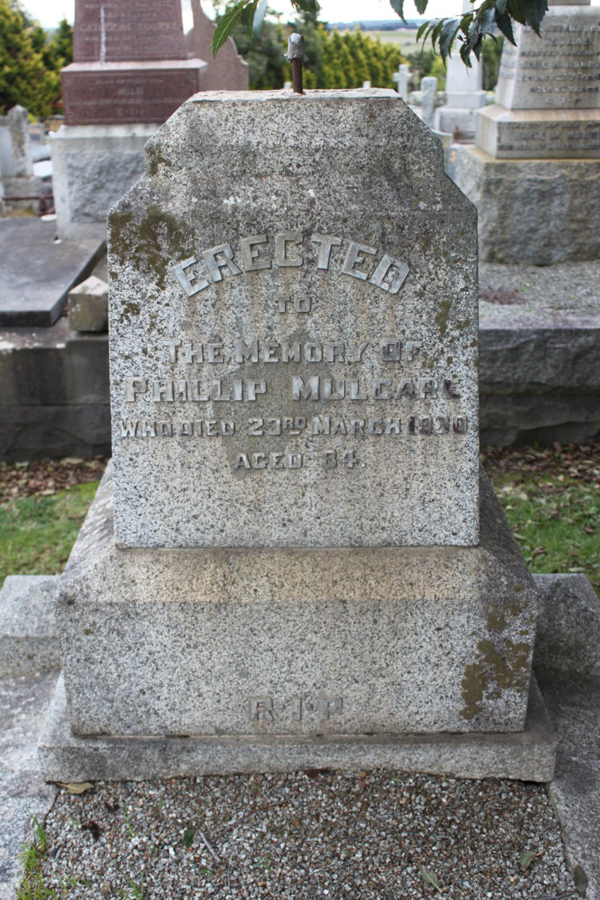 ERECTED
TO
THE MEMORY OF
PHILLIP MULCARE
WHO DIED 23RD MARCH 1930
AGED 84.
R·I·P